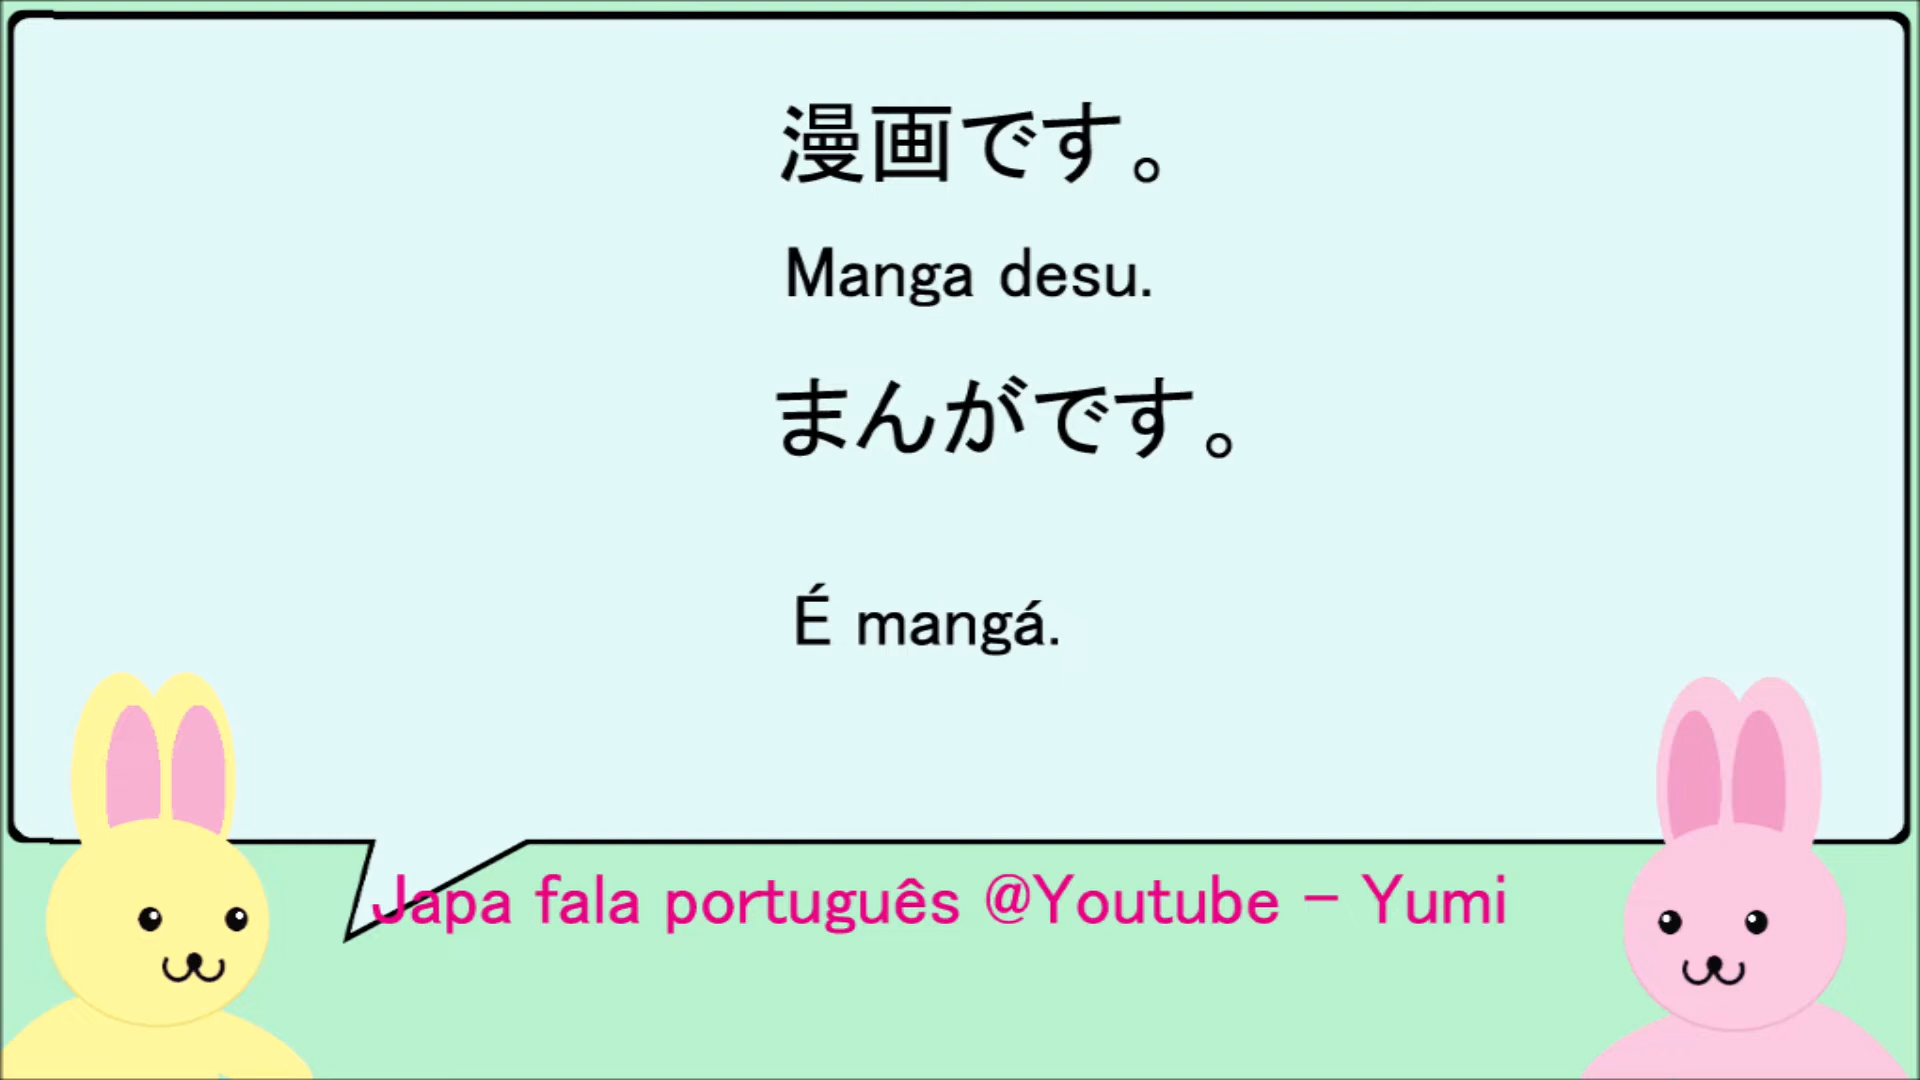 漫画です。
Manga desu.
まんがです。
É mangá.
Japa fala português @Youtube - Yumi